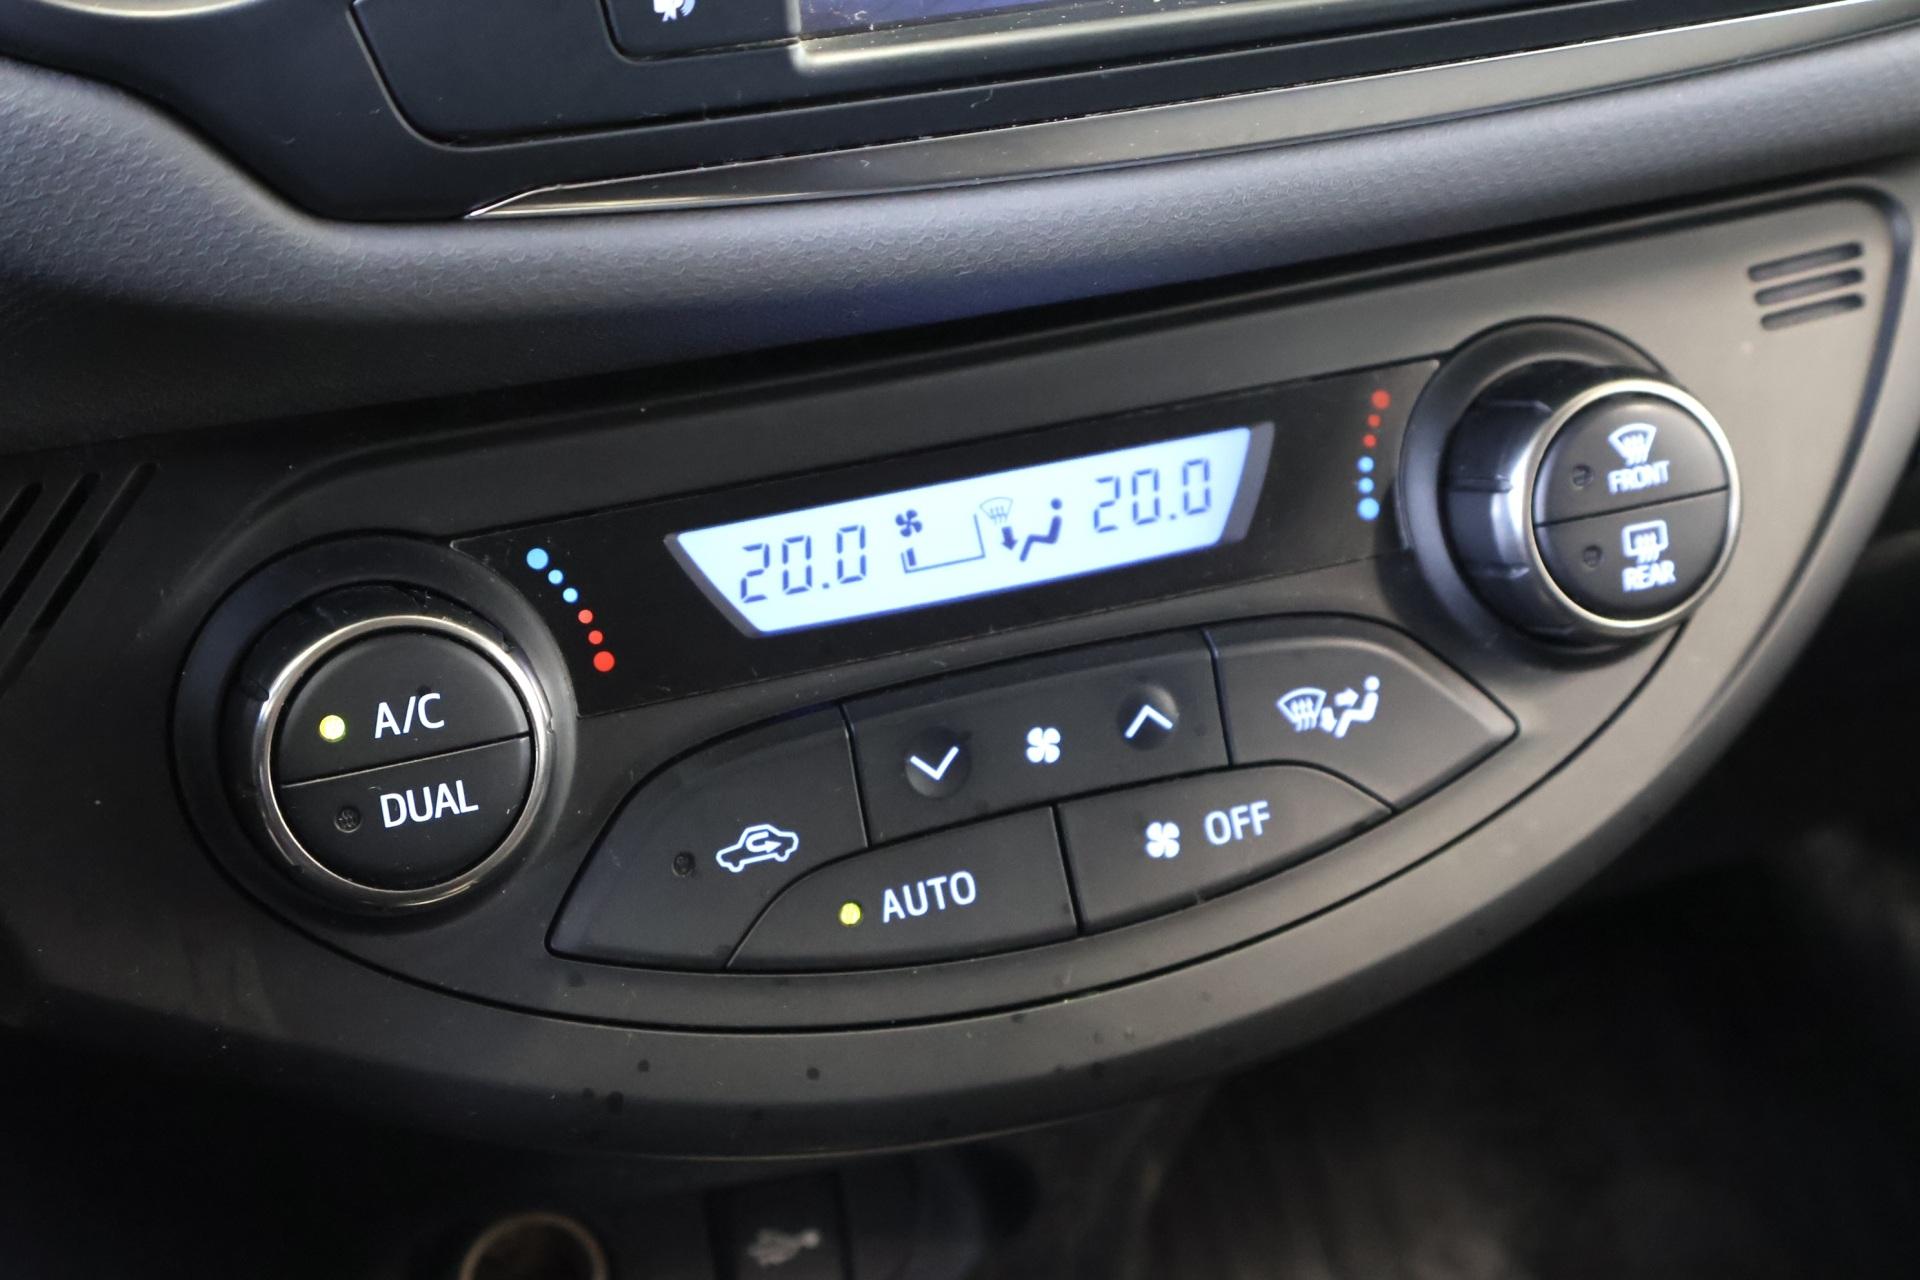 20.0
20.0
FRONT
REAR
A/C
DUAL
AUTO
OFF